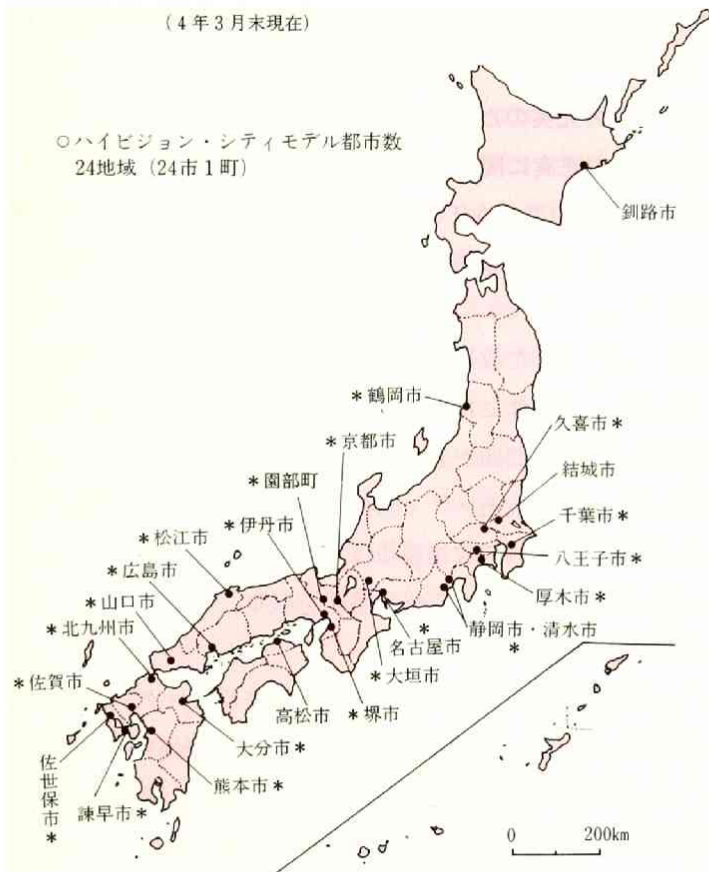 (4年3月末現在)
○ハイビジョン・シティモデル都市数
24地域(24市1町)
釧路市
*鶴岡市
久喜市*
*京都市
結城市
*園部町
千葉市*
*伊丹市
*松江市
八王子市*
*広島市
厚木市*
*山口市
名古屋市
*
静岡市・清水市
*
*北九州市
*大垣市
*佐賀市
高松市
*堺市
大分市*
佐世保市*
熊本市*
諫早市*
0 200km